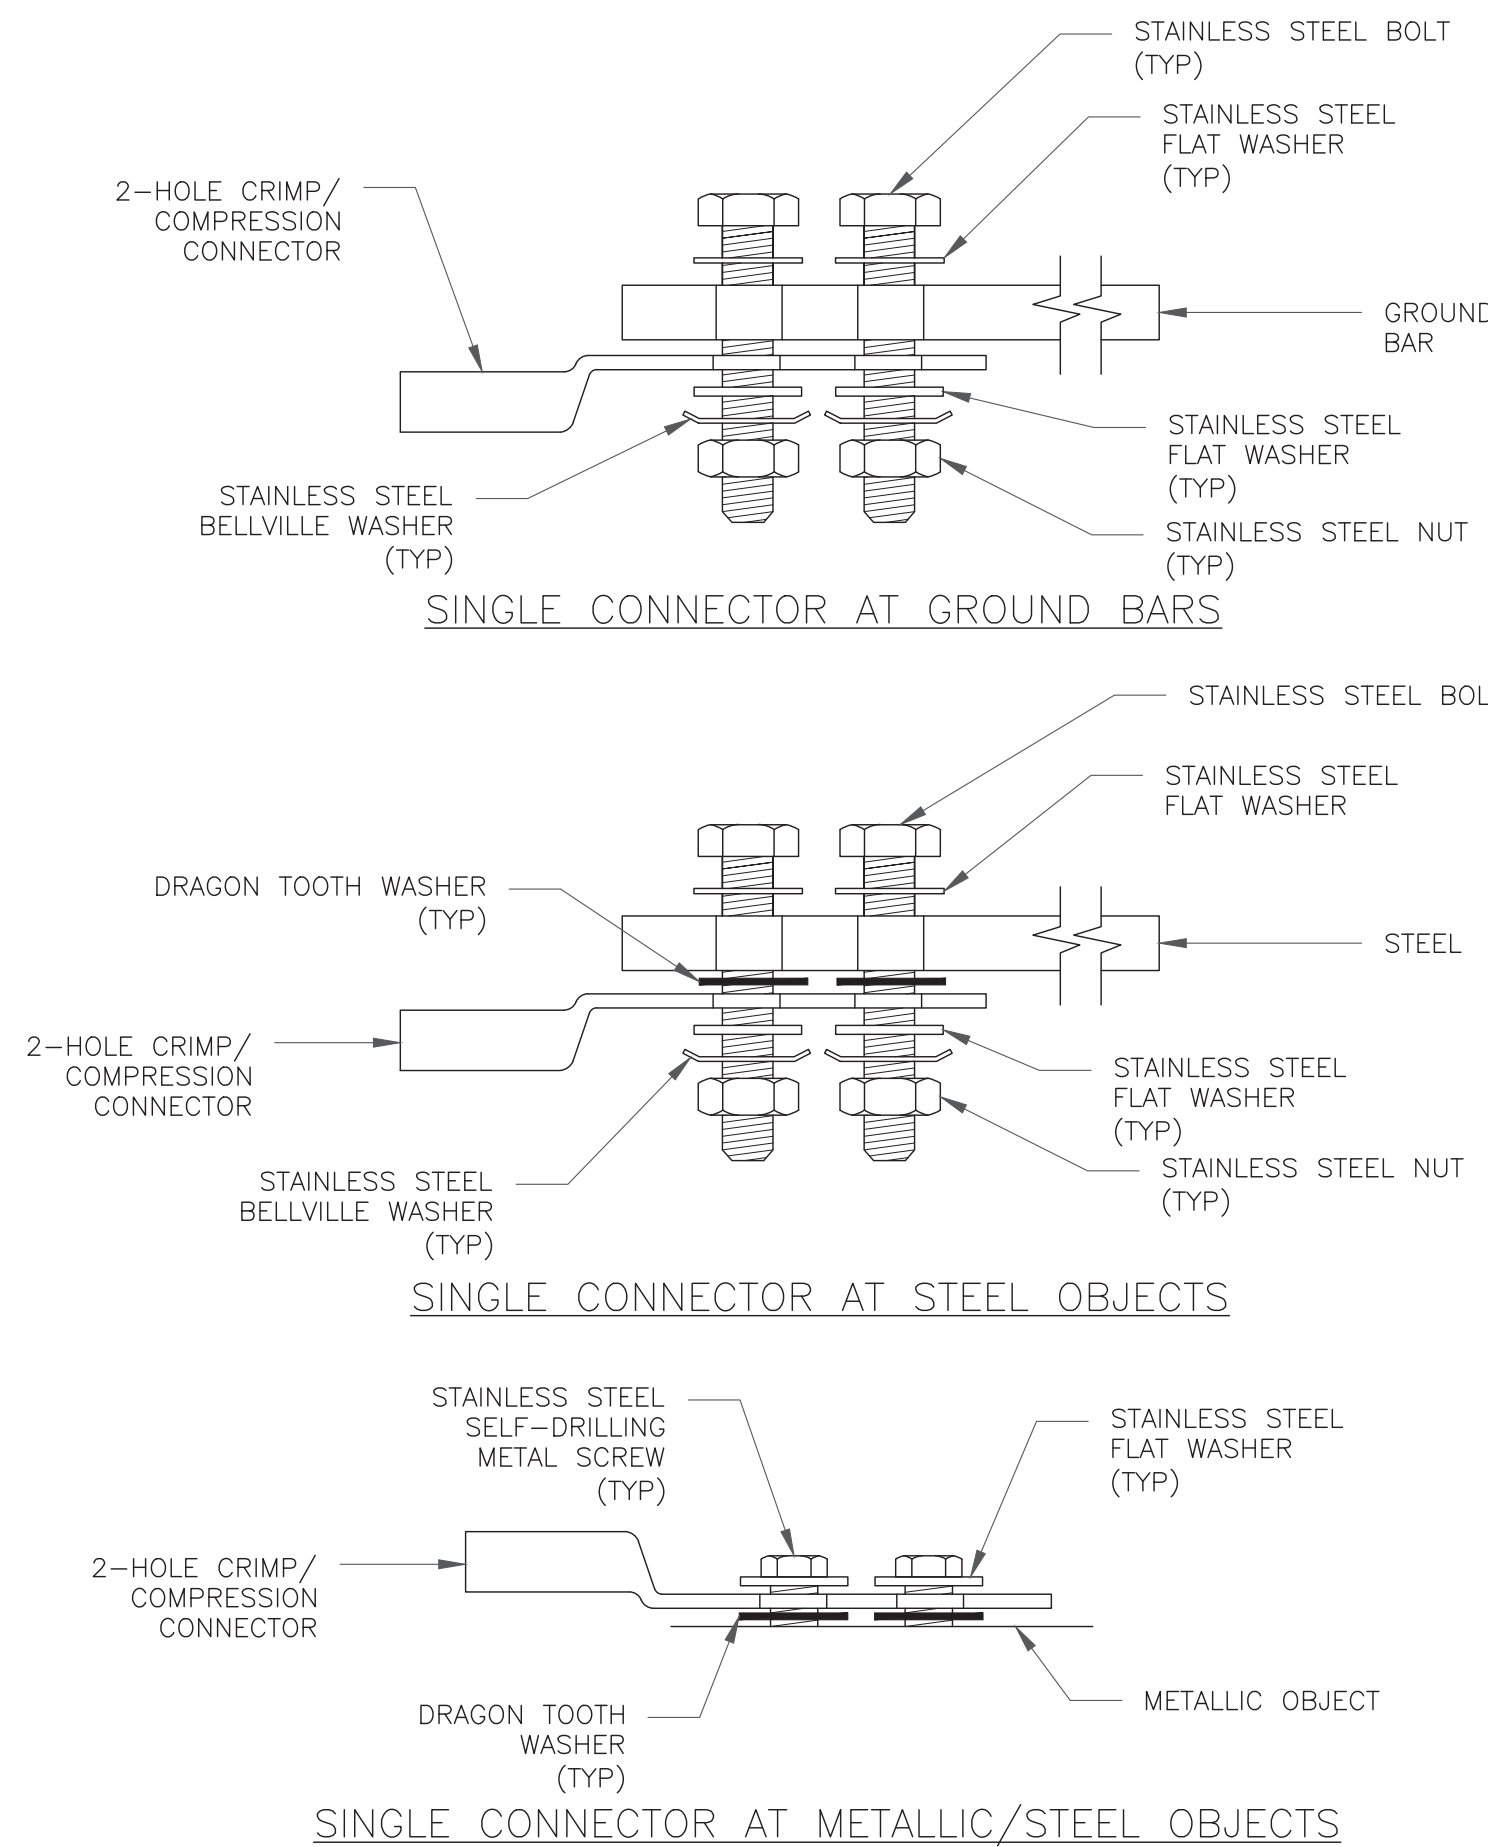 STAINLESS STEEL BOLT
(TYP)
STAINLESS STEEL
FLAT WASHER
(TYP)
2-HOLE CRIMP/
COMPRESSION
CONNECTOR
GROUND
BAR
STAINLESS STEEL
FLAT WASHER
(TYP)
STAINLESS STEEL
BELLVILLE WASHER
(TYP)
STAINLESS STEEL NUT
(TYP)
SINGLE CONNECTOR AT GROUND BARS
STAINLESS STEEL BOL
STAINLESS STEEL
FLAT WASHER
DRAGON TOOTH WASHER
(TYP)
STEEL
2-HOLE CRIMP/
COMPRESSION
CONNECTOR
STAINLESS STEEL
FLAT WASHER
(TYP)
STAINLESS STEEL NUT
(TYP)
STAINLESS STEEL
BELLVILLE WASHER
(TYP)
SINGLE CONNECTOR AT STEEL OBJECTS
STAINLESS STEEL
SELF-DRILLING
METAL SCREW
(TYP)
STAINLESS STEEL
FLAT WASHER
(TYP)
2-HOLE CRIMP/
COMPRESSION
CONNECTOR
DRAGON TOOTH
WASHER
(TYP)
METALLIC OBJECT
SINGLE CONNECTOR AT METALLIC/STEEL OBJECTS